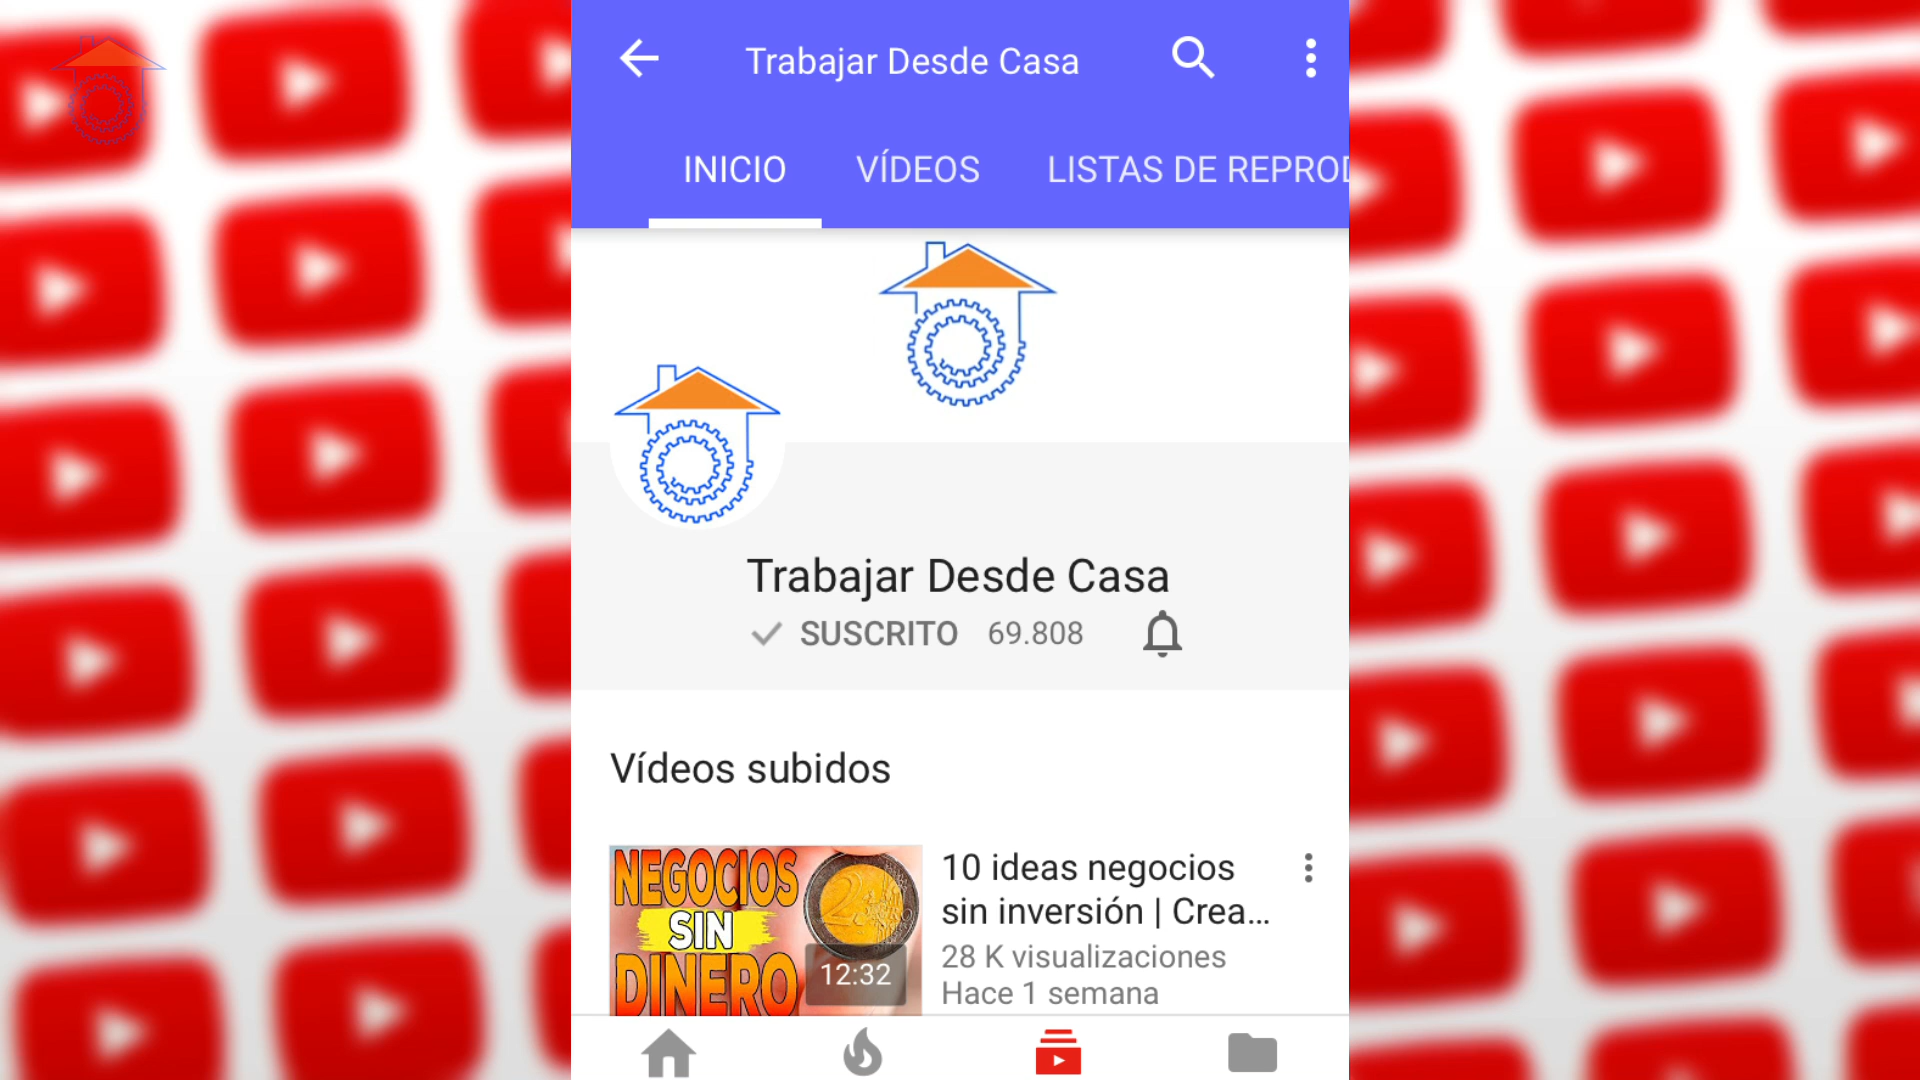 Trabajar Desde Casa
INICIO VÍDEOS LISTAS DE REPROD
Trabajar Desde Casa
SUSCRITO 69.808
Vídeos subidos
NEGOCIOS
SIN
DINERO
12:32
10 ideas negocios
sin inversión | Crea...
28 K visualizaciones
Hace 1 semana